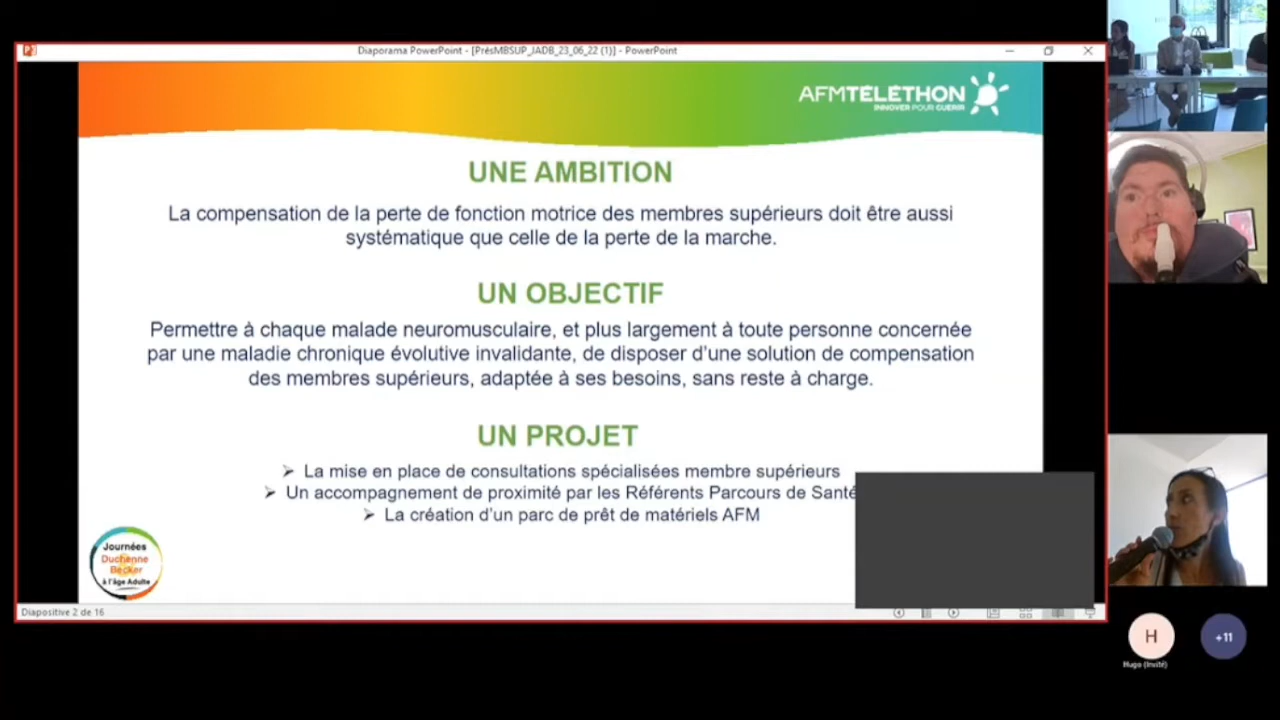 Diaporama PowerPoint - [PrésMBSUP_JADB_23_06_22 (1)] - PowerPoint
AFMTELETHON
INNOVER POUR GUÉRIR
UNE AMBITION
La compensation de la perte de fonction motrice des membres supérieurs doit être aussi
systématique que celle de la perte de la marche.
UN OBJECTIF
Permettre à chaque malade neuromusculaire, et plus largement à toute personne concernée
par une maladie chronique évolutive invalidante, de disposer d'une solution de compensation
des membres supérieurs, adaptée à ses besoins, sans reste à charge.
UN PROJET
➢ La mise en place de consultations spécialisées membre supérieurs
➢ Un accompagnement de proximité par les Référents Parcours de Santé
➢ La création d'un parc de prêt de matériels AFM
Journées
Duchenne
Becker
à l'âge Adulte
Diapositive 2 de 16
H
+11
Hugo (Invité)